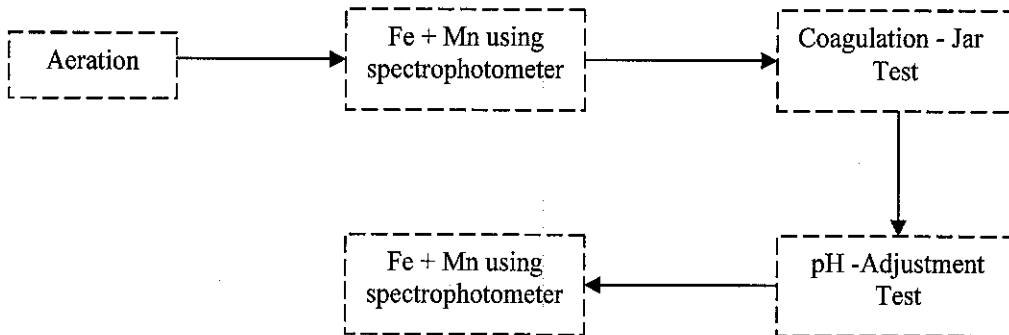 Aeration
Fe + Mn using
spectrophotometer
Coagulation - Jar
Test
pH -Adjustment
Test
Fe + Mn using
spectrophotometer